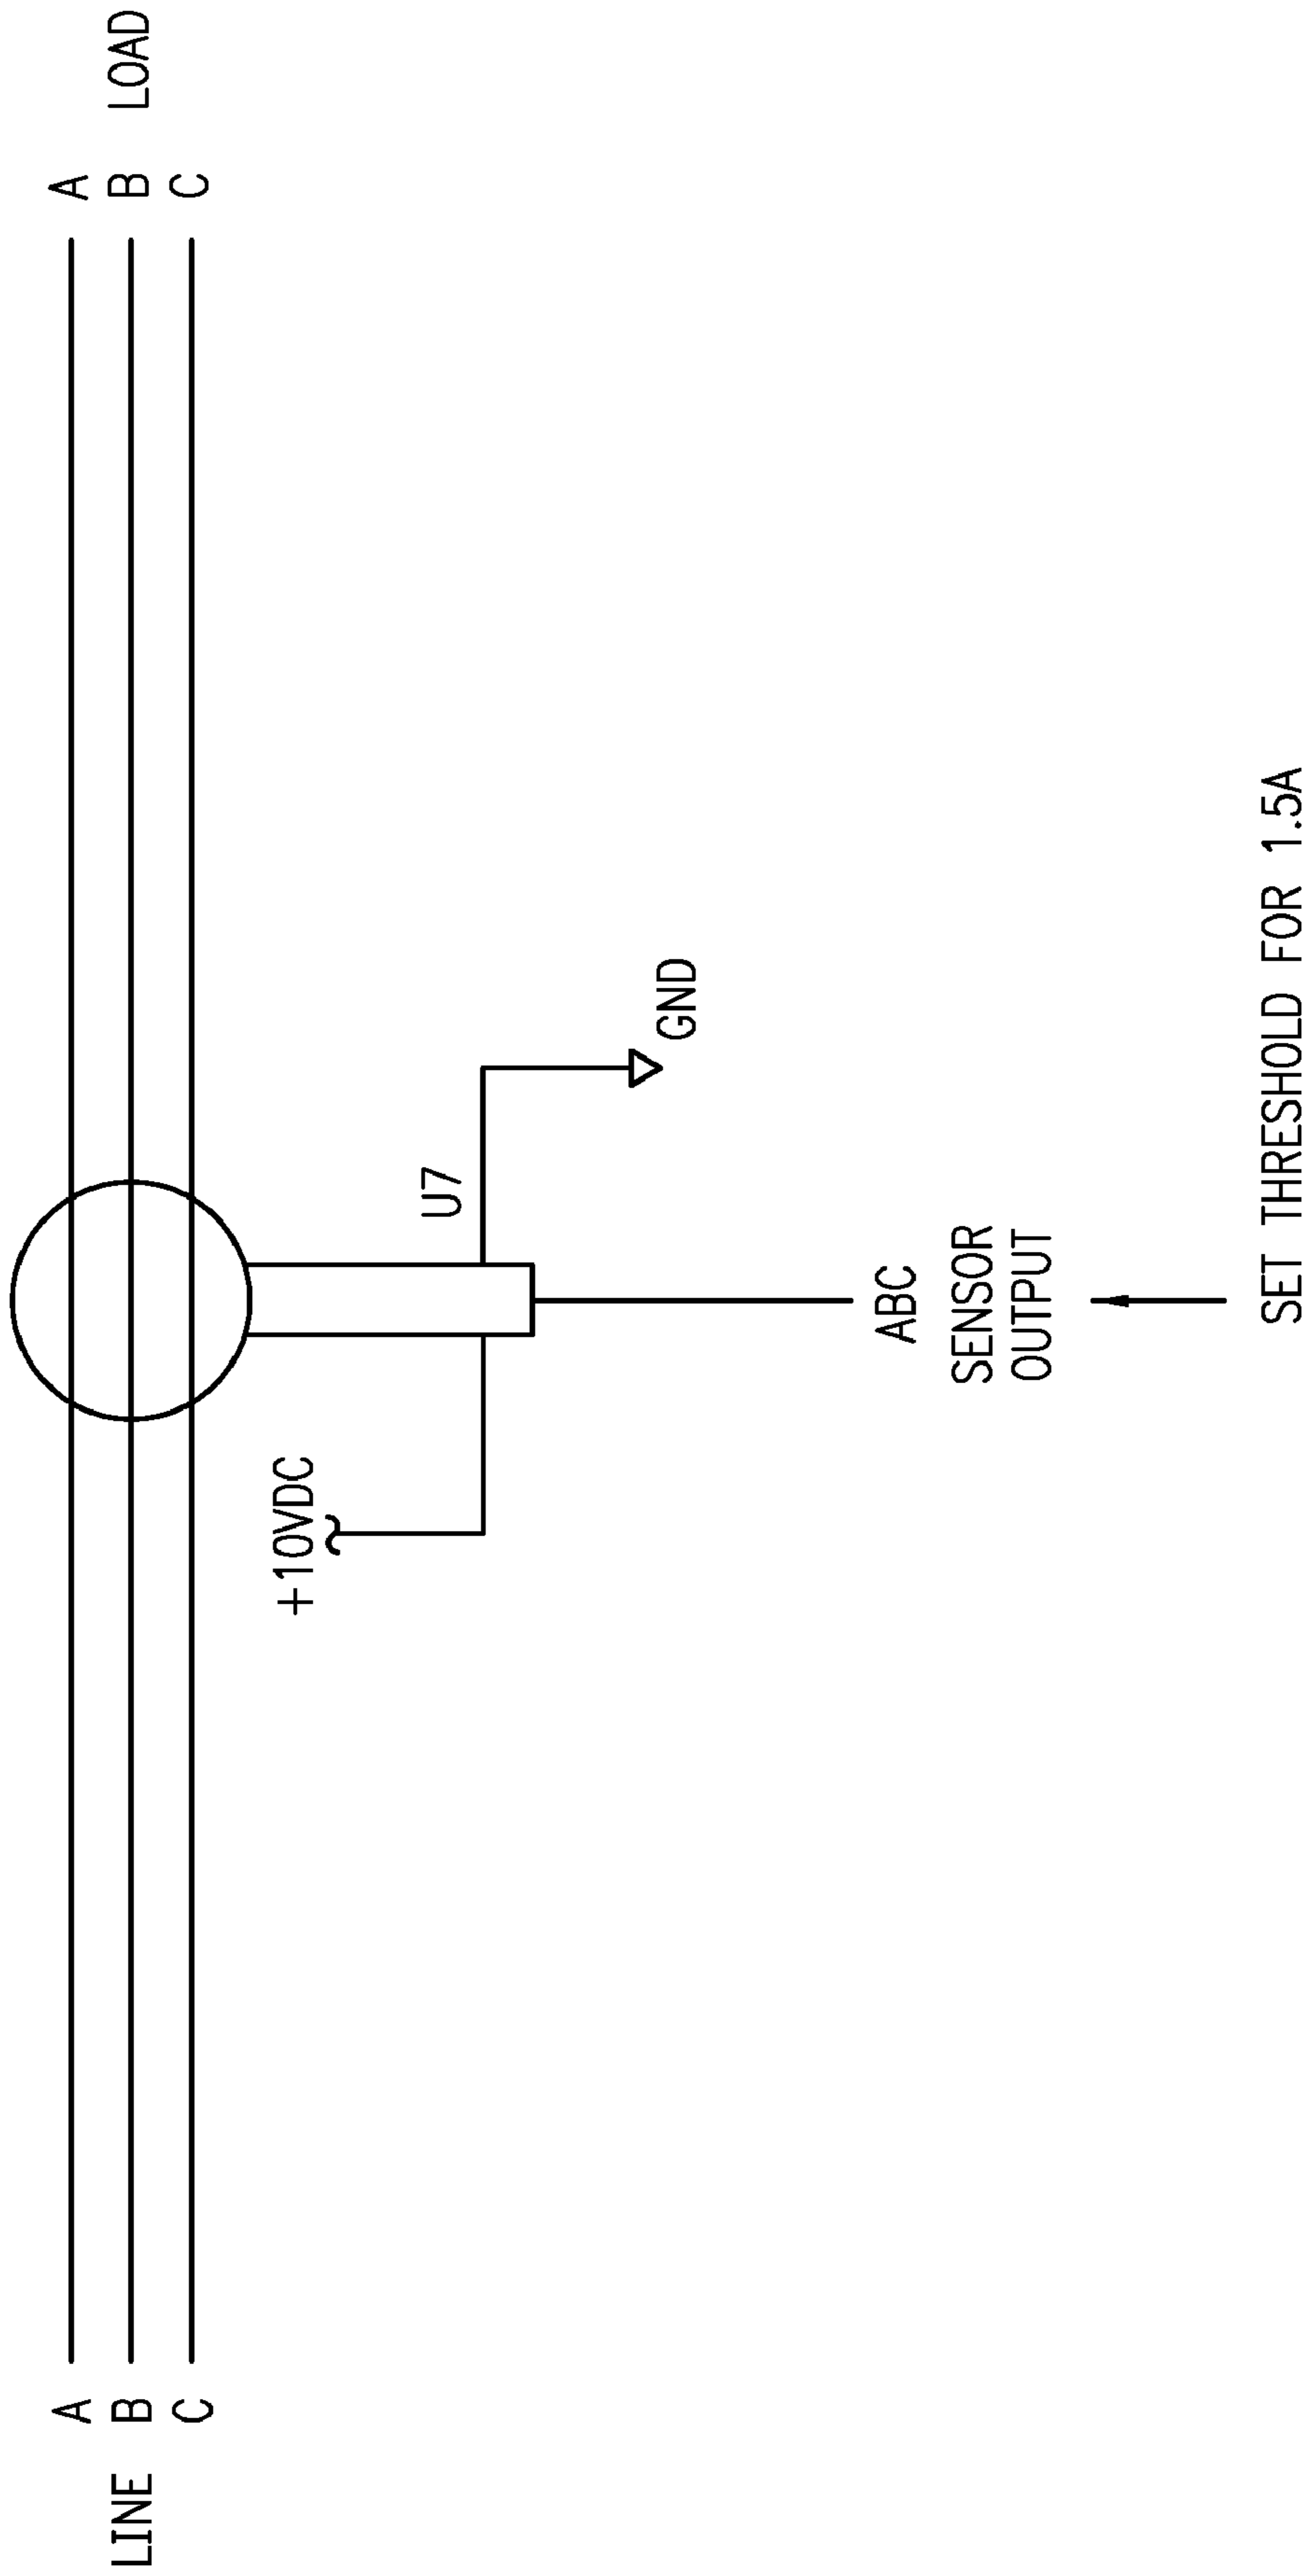 A
LINE B
C
A
B LOAD
C
+10VDC
U7
GND
ABC
SENSOR
OUTPUT
SET THRESHOLD FOR 1.5A